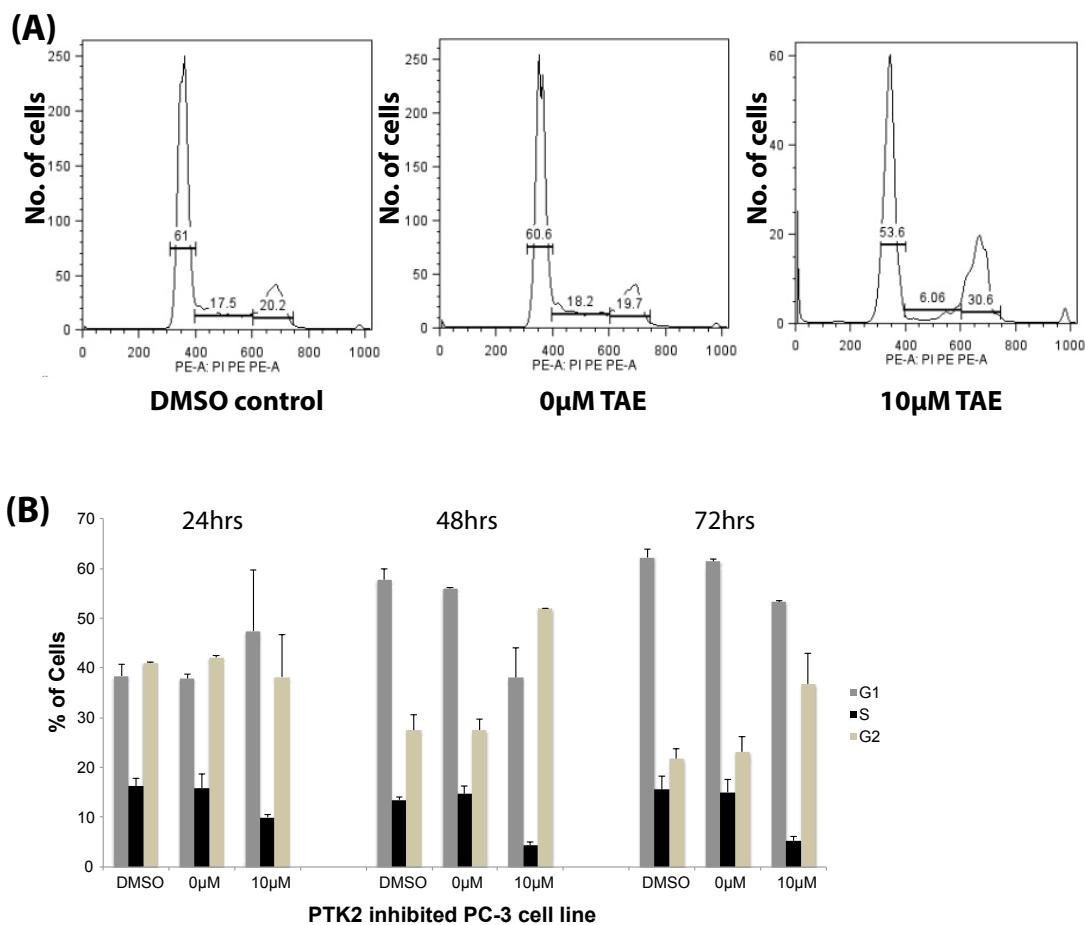 (A)
No. of cells
250
200
150
100
50
0
61
17.5
20.2
0 200 400 600 800 1000
PE-A: PI PE PE-A
DMSO control
No. of cells
250
200
150
100
50
0
60.6
18.2
19.7
0 200 400 600 800 1000
PE-A: PI PE PE-A
0µM TAE
No. of cells
60
40
20
0
53.6
6.06
30.6
0 200 400 600 800 1000
PE-A: PI PE PE-A
10µM TAE
(B)
% of Cells
70
60
50
40
30
20
10
0
24hrs 48hrs 72hrs
DMSO 0µM 10µM DMSO 0µM 10µM DMSO 0µM 10µM
PTK2 inhibited PC-3 cell line
G1
S
G2